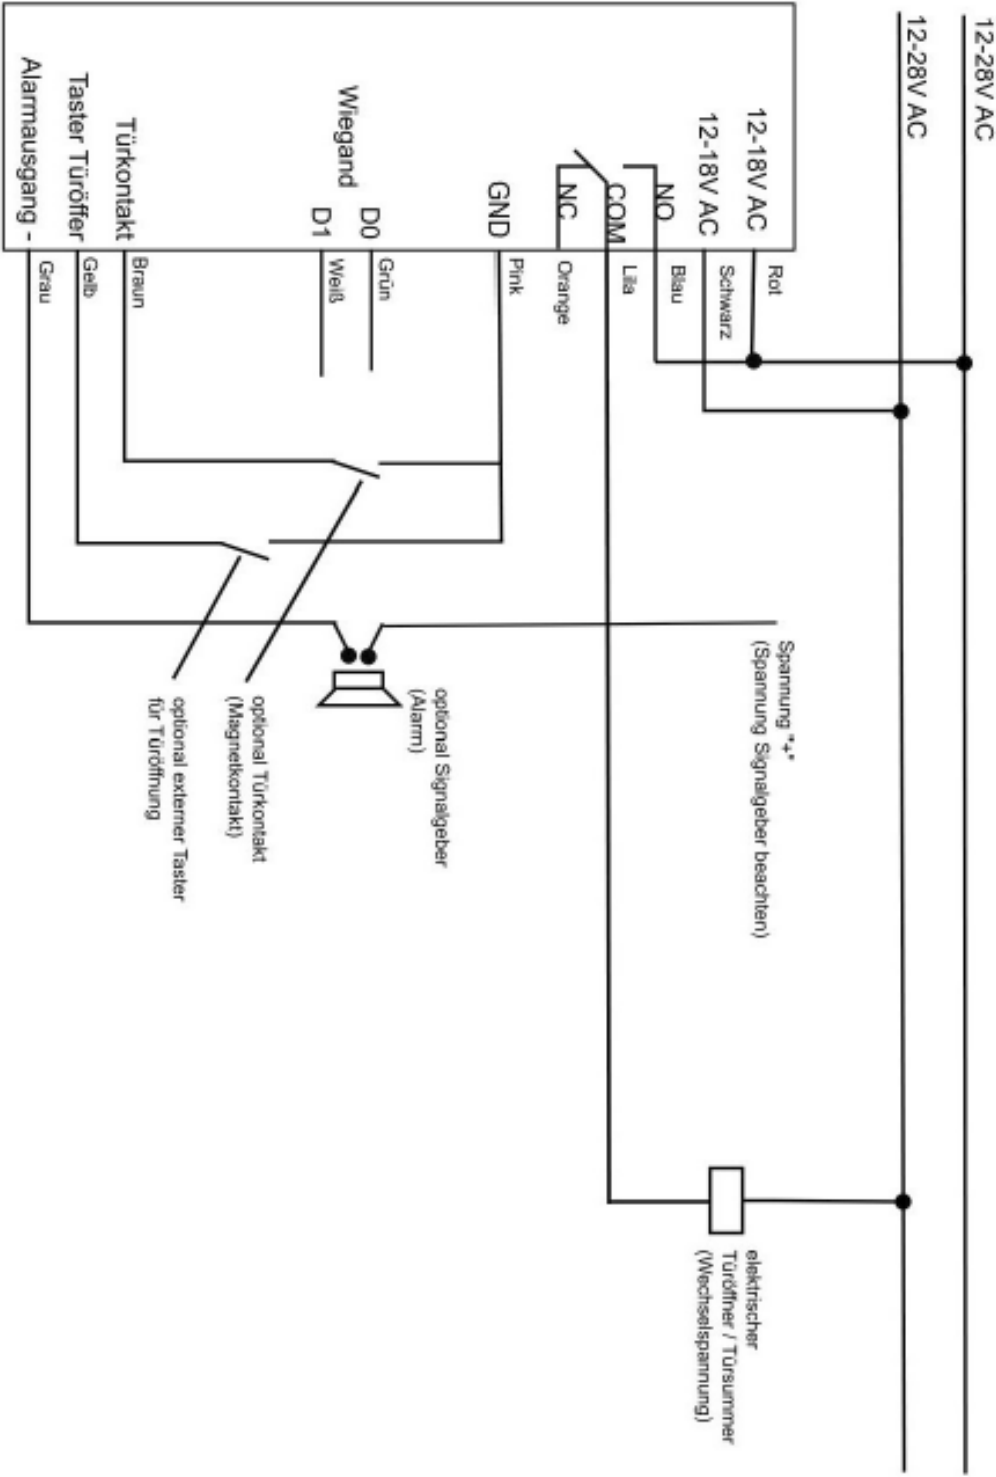 12-28V AC
12-28V AC
12-18V AC
12-18V AC
NO
COM
NC
GND
Wiegand
D0
D1
Türkontakt
Taster Türöffer
Alarmausgang -
Rot
Schwarz
Blau
Lila
Orange
Pink
Grün
Weiß
Braun
Gelb
Grau
Spannung "+"
(Spannung Signalgeber beachten)
optional Signalgeber
(Alarm)
optional Türkontakt
(Magnetkontakt)
optional externer Taster
für Türöffnung
elektrischer
Türöffner / Türsummer
(Wechselspannung)